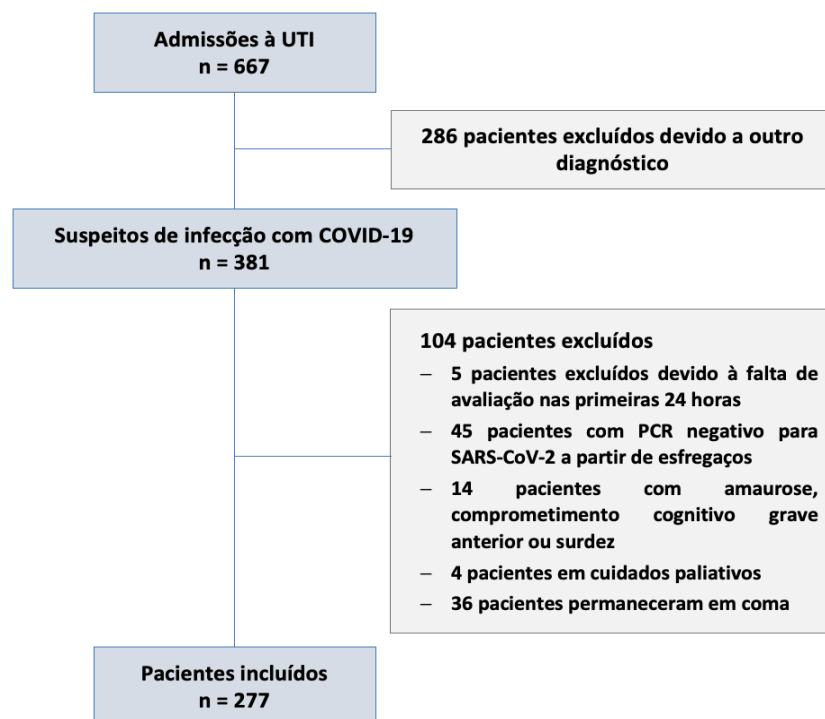 Admissões à UTI
n = 667
286 pacientes excluídos devido a outro
diagnóstico
Suspeitos de infecção com COVID-19
n = 381
104 pacientes excluídos
– 5 pacientes excluídos devido à falta de
avaliação nas primeiras 24 horas
– 45 pacientes com PCR negativo para
SARS-CoV-2 a partir de esfregaços
– 14 pacientes com amaurose,
comprometimento cognitivo grave
anterior ou surdez
– 4 pacientes em cuidados paliativos
– 36 pacientes permaneceram em coma
Pacientes incluídos
n = 277